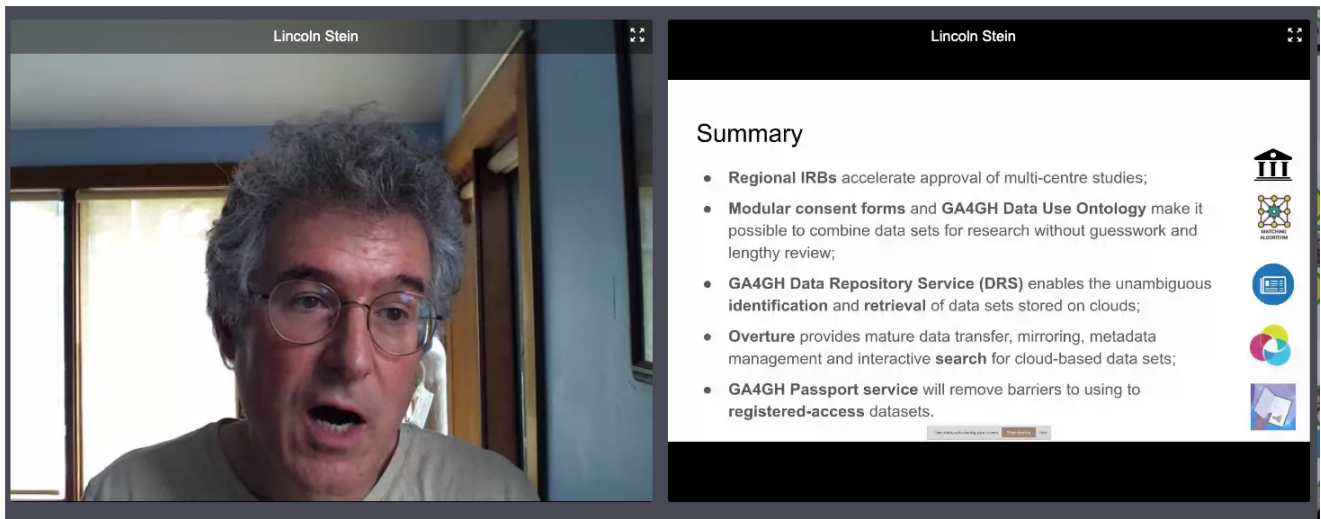 Lincoln Stein
Lincoln Stein
Summary
● Regional IRBs accelerate approval of multi-centre studies;
● Modular consent forms and GA4GH Data Use Ontology make it
possible to combine data sets for research without guesswork and
lengthy review;
● GA4GH Data Repository Service (DRS) enables the unambiguous
identification and retrieval of data sets stored on clouds;
● Overture provides mature data transfer, mirroring, metadata
management and interactive search for cloud-based data sets;
● GA4GH Passport service will remove barriers to using to
registered-access datasets.
MATCHING
ALGORITHM